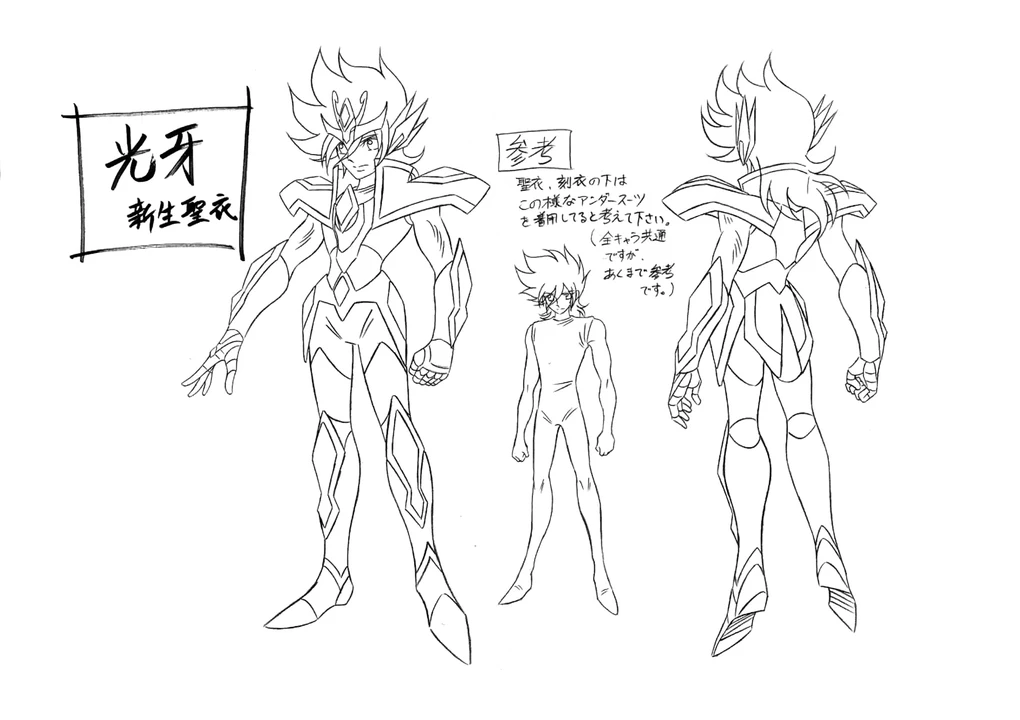 光牙
新生聖衣
参考
聖衣、刻衣の下は
この様なアンダースーツ
を着用してると考えて下さい。
(全キャラ共通
ですが、
あくまで参考
です。)